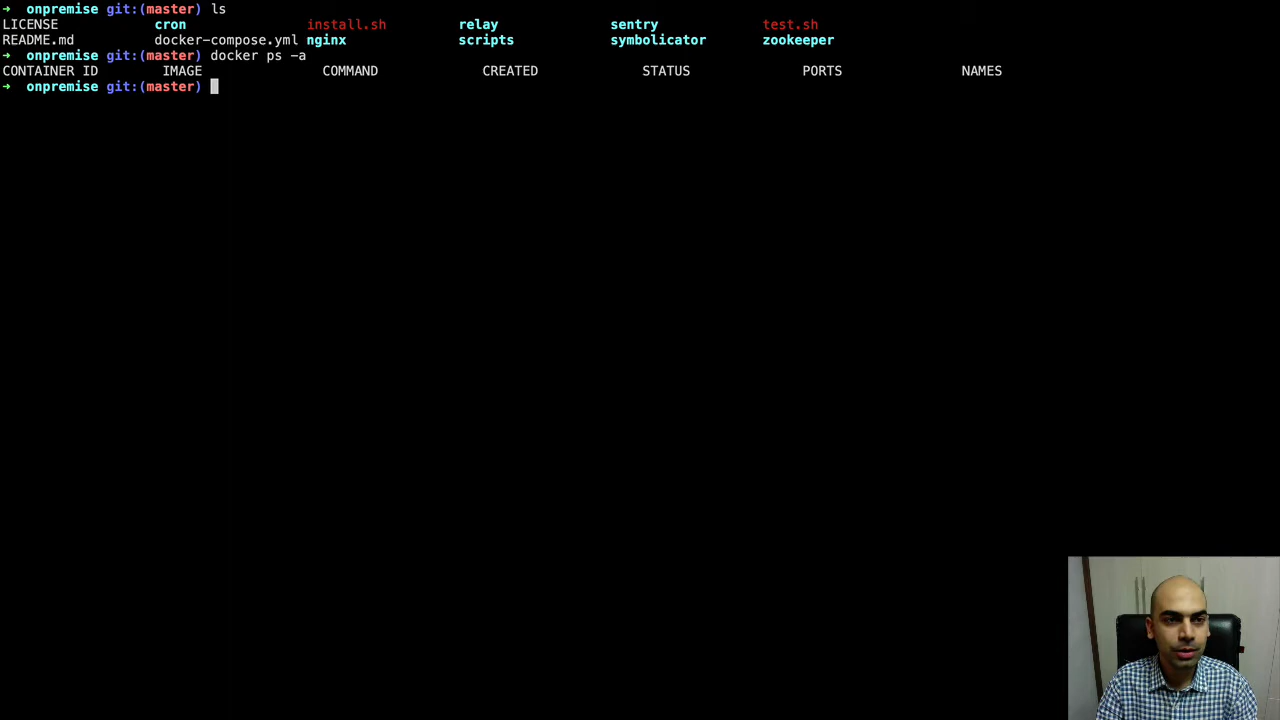 ➜  onpremise git:(master) ls
LICENSE cron install.sh relay sentry test.sh
README.md docker-compose.yml nginx scripts symbolicator zookeeper
➜  onpremise git:(master) docker ps -a
CONTAINER ID IMAGE COMMAND CREATED STATUS PORTS NAMES
➜  onpremise git:(master)